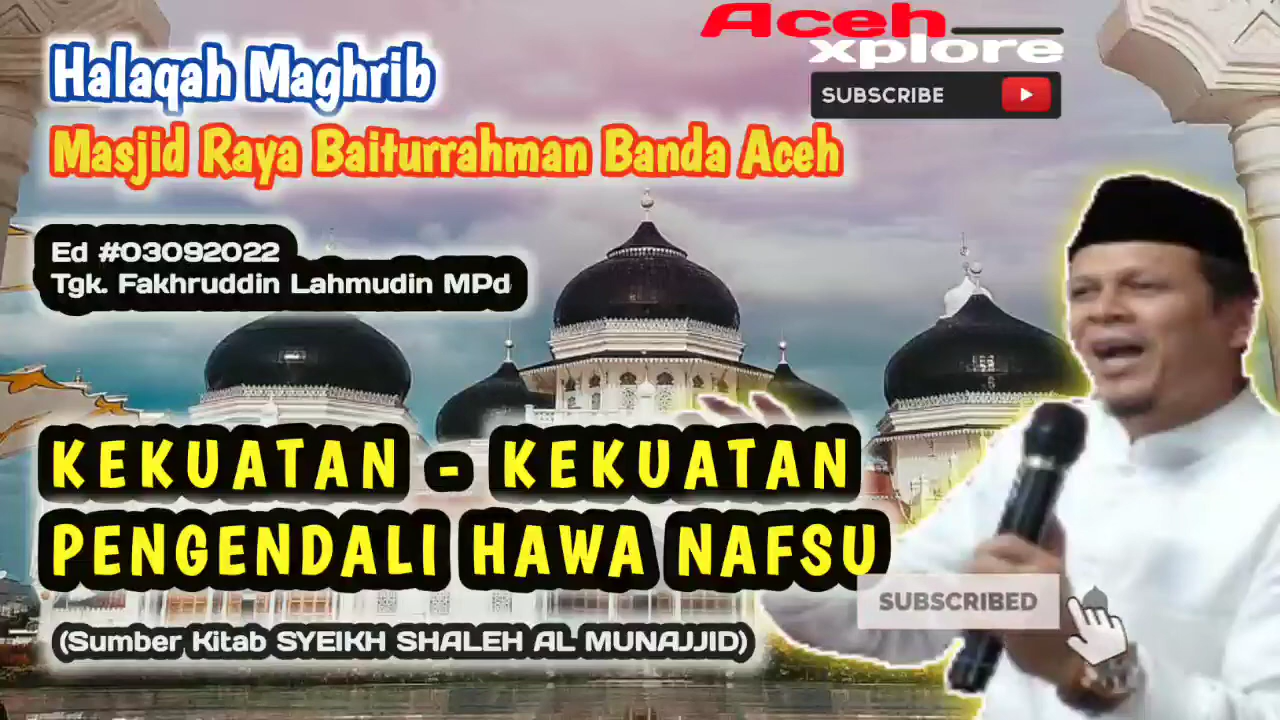 Halaqah Maghrib
Masjid Raya Baiturrahman Banda Aceh
Aceh
xplore
SUBSCRIBE
Ed #03092022
Tgk. Fakhruddin Lahmudin MPd
KEKUATAN - KEKUATAN
PENGENDALI HAWA NAFSU
SUBSCRIBED
(Sumber Kitab SYEIKH SHALEH AL MUNAJJID)